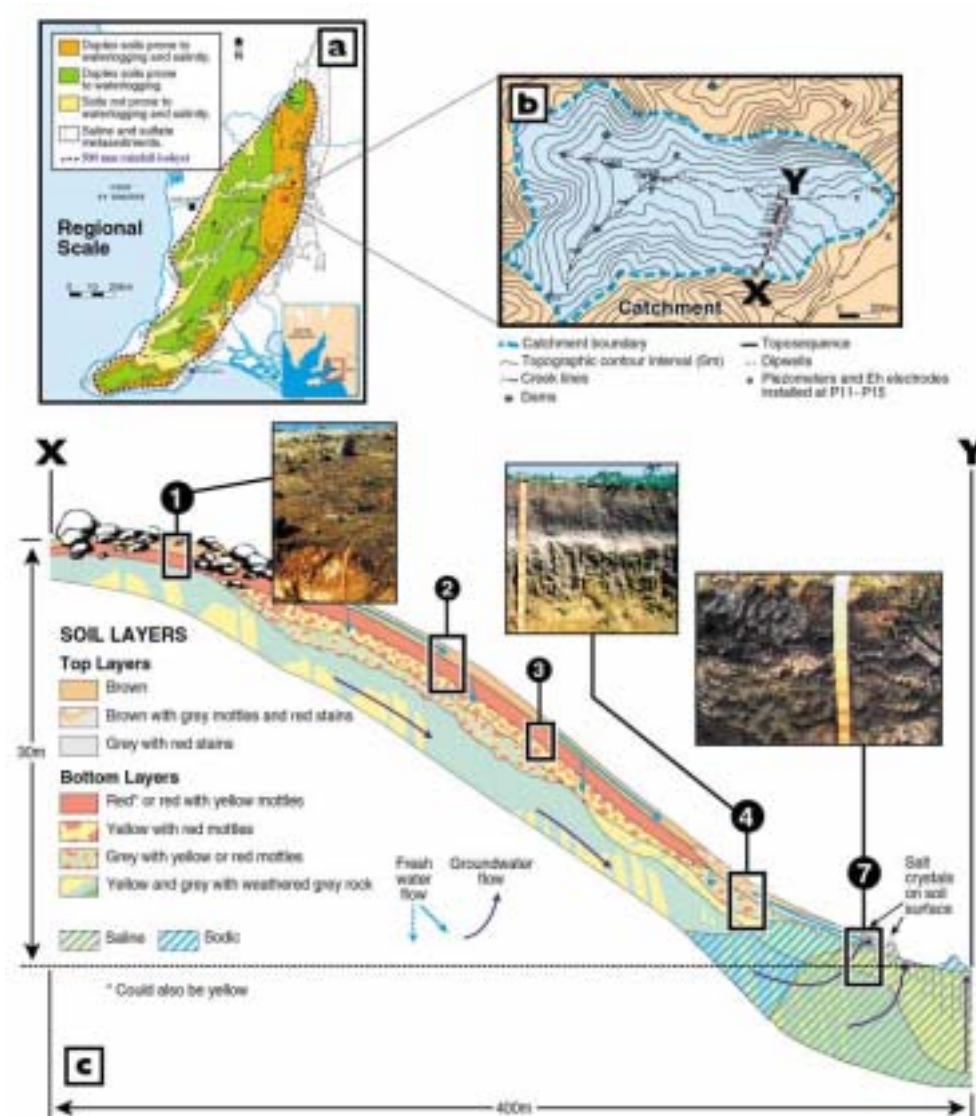 a
Duplex soils prone to
waterlogging and salinity.
Duplex soils prone
to waterlogging.
Soils not prone to
waterlogging and salinity.
Saline and sulfate
metasediments.
N
Regional
Scale
b
Y
X
Catchment
Catchment boundary
Topographic contour interval (5m)
Creek lines
Dams
Toposequence
Dipwells
Piezometers and Eh electrodes
installed at P11–P15
X
Y
1
2
3
4
7
30m
SOIL LAYERS
Top Layers
Brown
Brown with grey mottles and red stains
Grey with red stains
Bottom Layers
Red* or red with yellow mottles
Yellow with red mottles
Grey with yellow or red mottles
Yellow and grey with weathered grey rock
Saline
Sodic
Fresh
water
flow
Groundwater
flow
Salt
crystals
on soil
surface
* Could also be yellow
c
400m